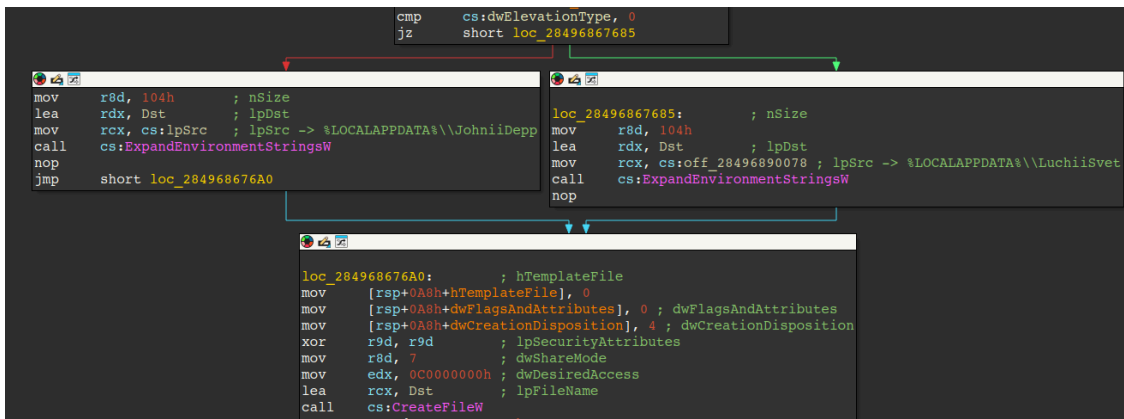 cmp     cs:dwElevationType, 0
jz      short loc_28496867685
mov     r8d, 104h       ; nSize
lea     rdx, Dst        ; lpDst
mov     rcx, cs:lpSrc   ; lpSrc -> %LOCALAPPDATA%\\JohniiDepp
call    cs:ExpandEnvironmentStringsW
nop
jmp     short loc_284968676A0
loc_28496867685:        ; nSize
mov     r8d, 104h
lea     rdx, Dst        ; lpDst
mov     rcx, cs:off_28496890078 ; lpSrc -> %LOCALAPPDATA%\\LuchiiSvet
call    cs:ExpandEnvironmentStringsW
nop
loc_284968676A0:        ; hTemplateFile
mov     [rsp+0A8h+hTemplateFile], 0
mov     [rsp+0A8h+dwFlagsAndAttributes], 0 ; dwFlagsAndAttributes
mov     [rsp+0A8h+dwCreationDisposition], 4 ; dwCreationDisposition
xor     r9d, r9d        ; lpSecurityAttributes
mov     r8d, 7          ; dwShareMode
mov     edx, 0C0000000h ; dwDesiredAccess
lea     rcx, Dst        ; lpFileName
call    cs:CreateFileW